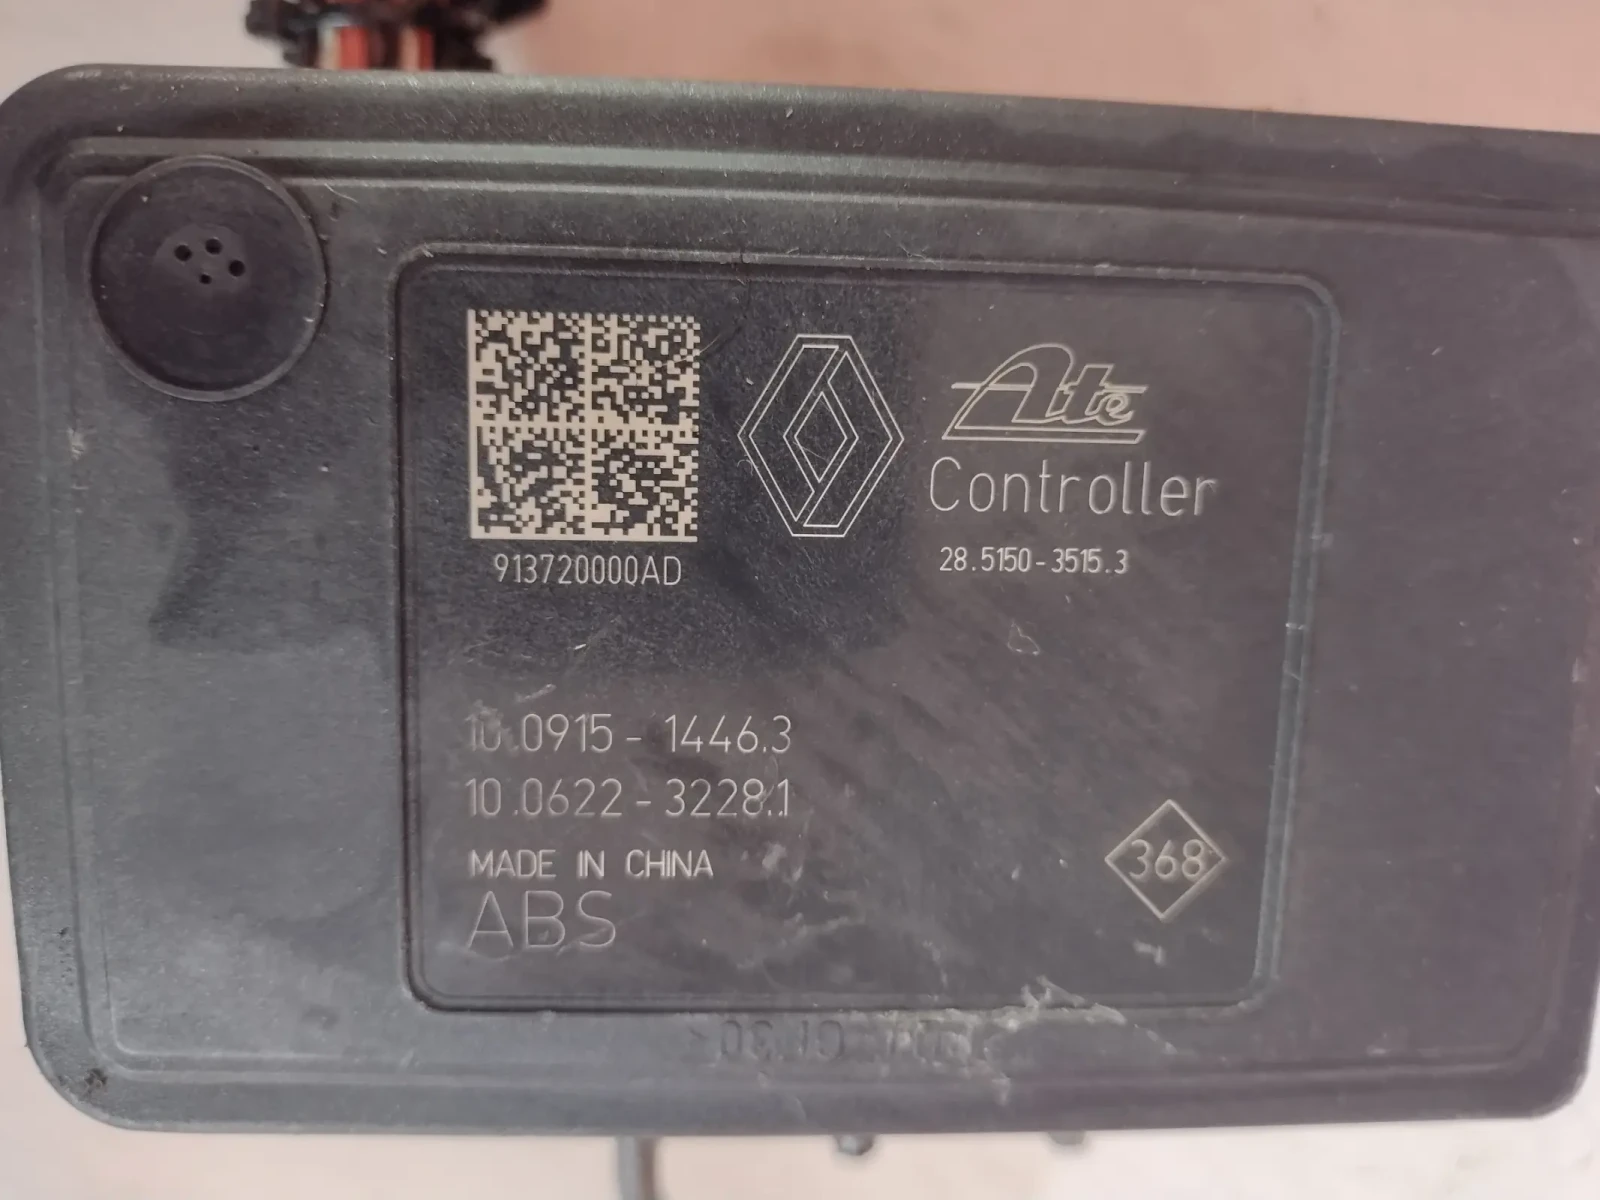 Ate
Controller
913720000AD
28.5150-3515.3
10.0915-1446.3
10.0622-3228.1
MADE IN CHINA
368
ABS